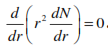 d/dr (r² dN/dr) = 0.